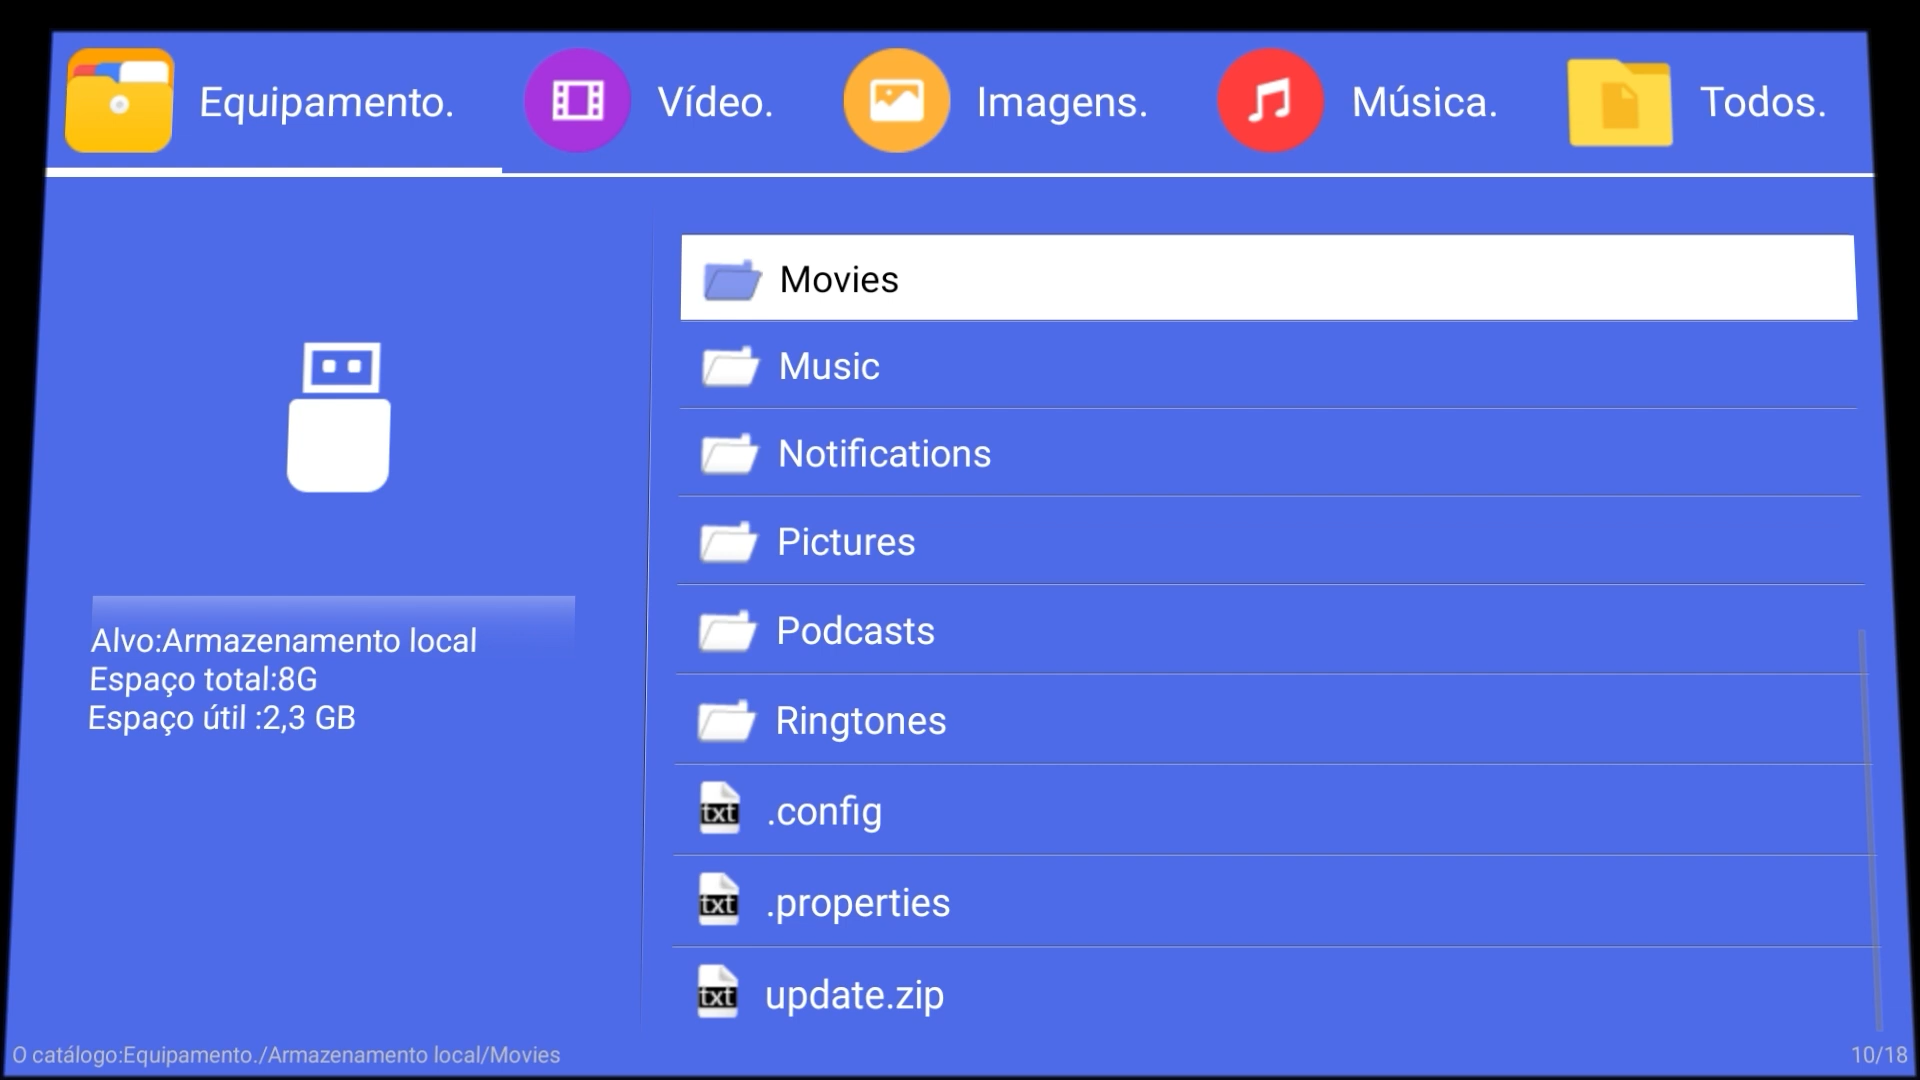 Equipamento. Vídeo. Imagens. Música. Todos.
Movies
Music
Notifications
Pictures
Podcasts
Ringtones
txt .config
txt .properties
txt update.zip
Alvo:Armazenamento local
Espaço total:8G
Espaço útil :2,3 GB
O catálogo:Equipamento./Armazenamento local/Movies
10/18